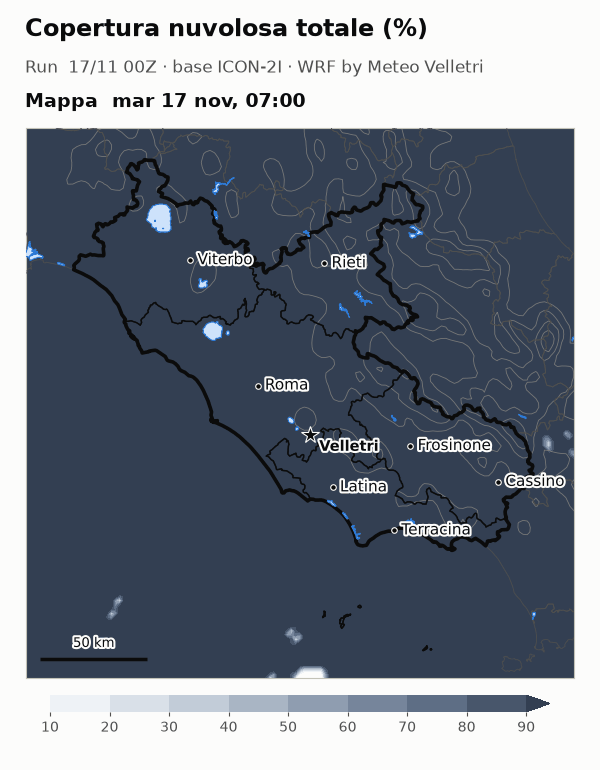 Copertura nuvolosa totale (%)
Run  17/11 00Z · base ICON-2I · WRF by Meteo Velletri
Mappa  mar 17 nov, 07:00
Viterbo
Rieti
Roma
Velletri
Frosinone
Latina
Cassino
Terracina
50 km
10 20 30 40 50 60 70 80 90